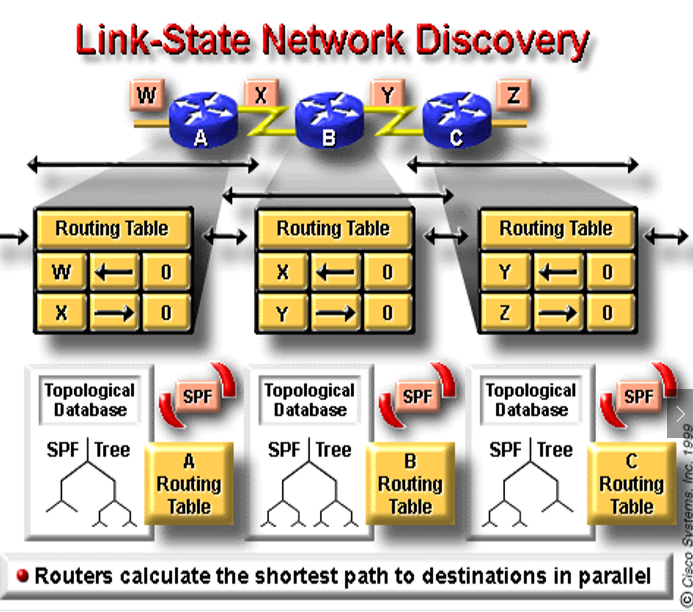 Link-State Network Discovery
W X Y Z
A B C
Routing Table Routing Table Routing Table
W 0 X 0 Y 0
X 0 Y 0 Z 0
Topological Database SPF
SPF Tree
A Routing Table
Topological Database SPF
SPF Tree
B Routing Table
Topological Database SPF
SPF Tree
C Routing Table
Routers calculate the shortest path to destinations in parallel
© Cisco Systems, Inc. 1999